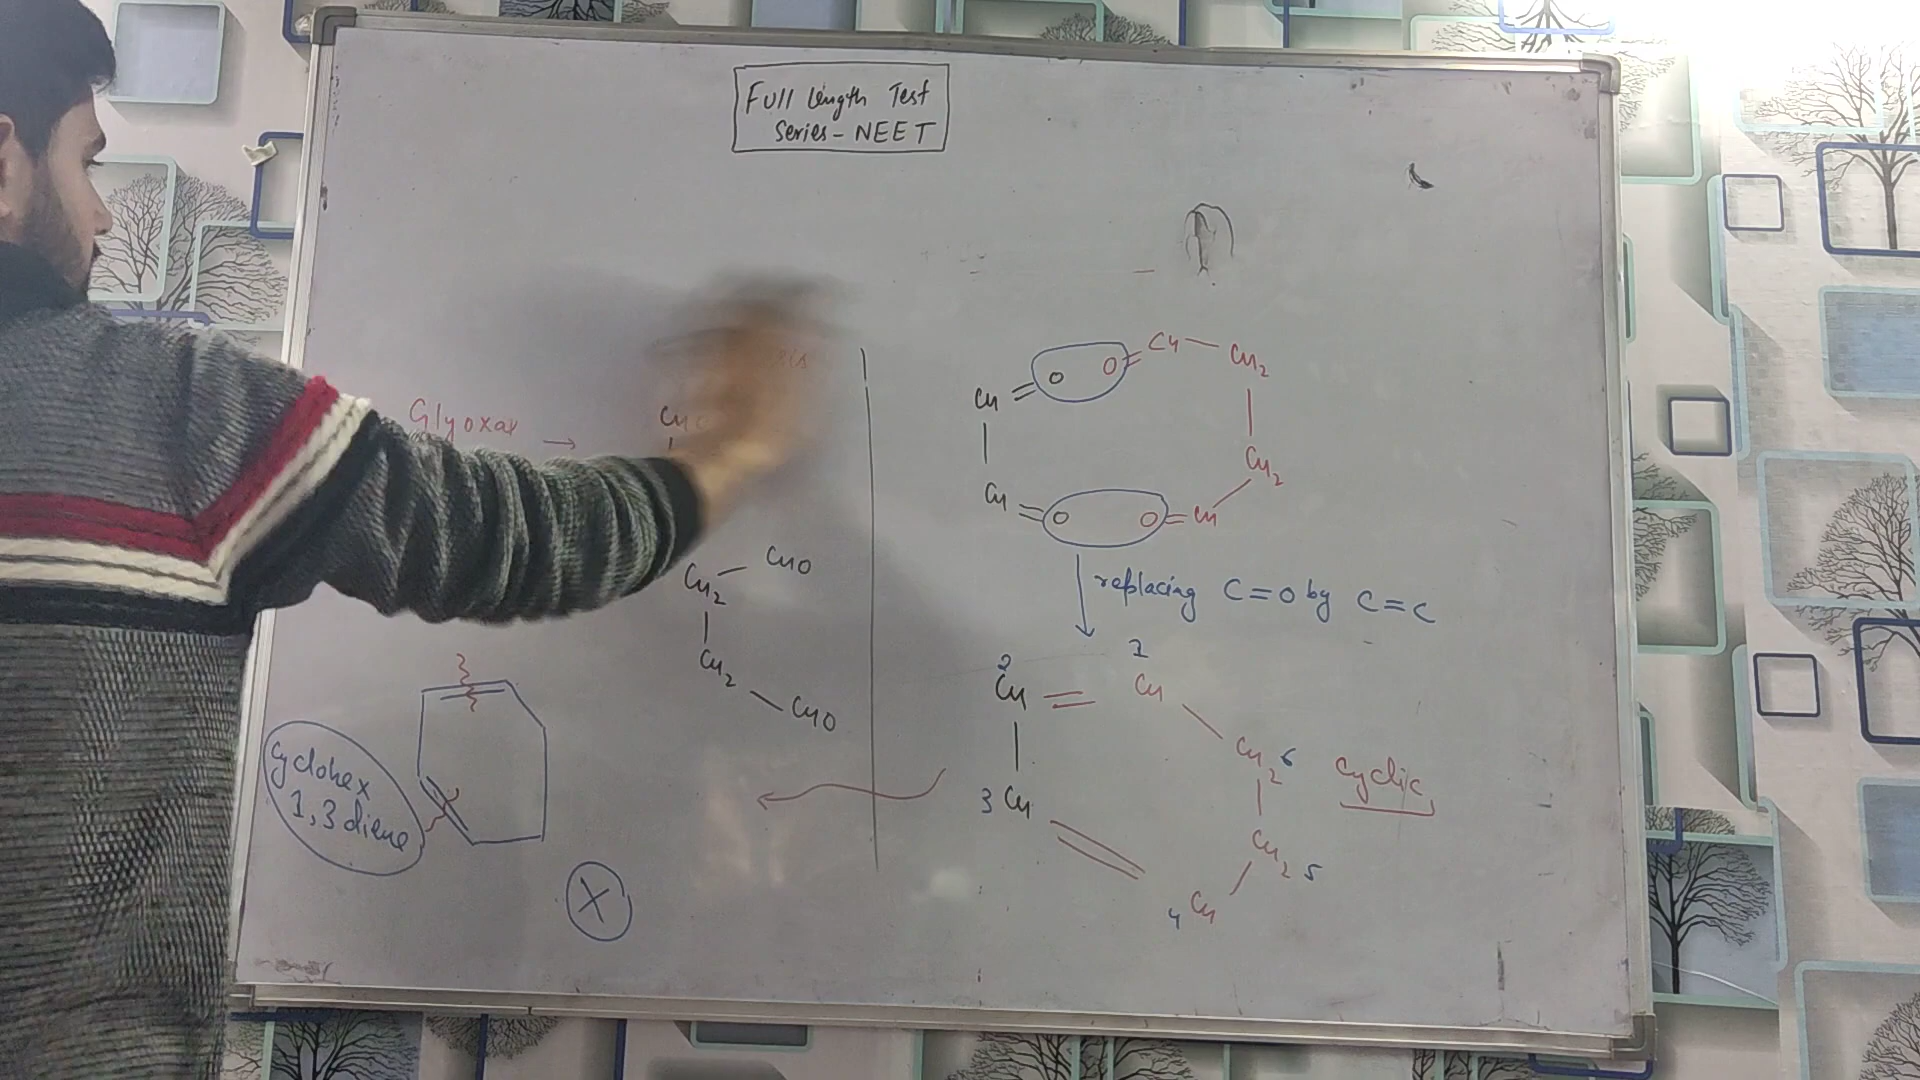 Full length Test
Series - NEET
Glyoxal →
CHO
CH2 - CHO
CH2 - CHO
cyclohex
1,3 diene
X
CH = O O = CH - CH2
CH2
CH = O O = CH
replacing C=O by C=C
2 1
CH = CH
CH2 6
cyclic
3 CH
CH2 5
4 CH